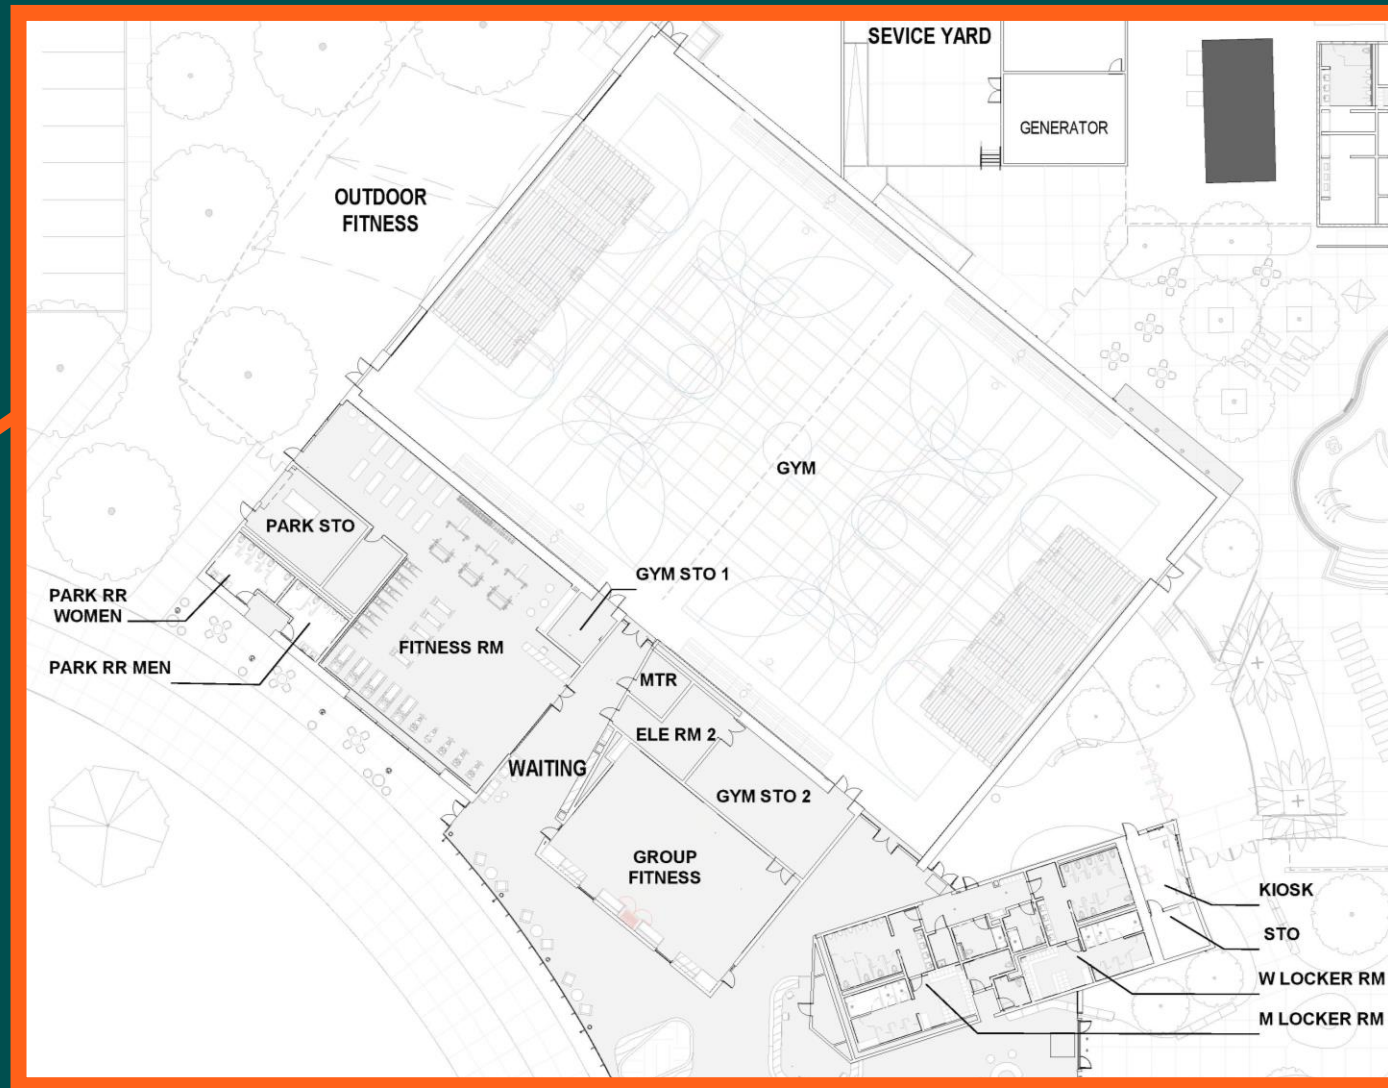 SEVICE YARD
GENERATOR
OUTDOOR
FITNESS
GYM
PARK STO
GYM STO 1
PARK RR
WOMEN
FITNESS RM
PARK RR MEN
MTR
ELE RM 2
WAITING
GYM STO 2
GROUP
FITNESS
KIOSK
STO
W LOCKER RM
M LOCKER RM